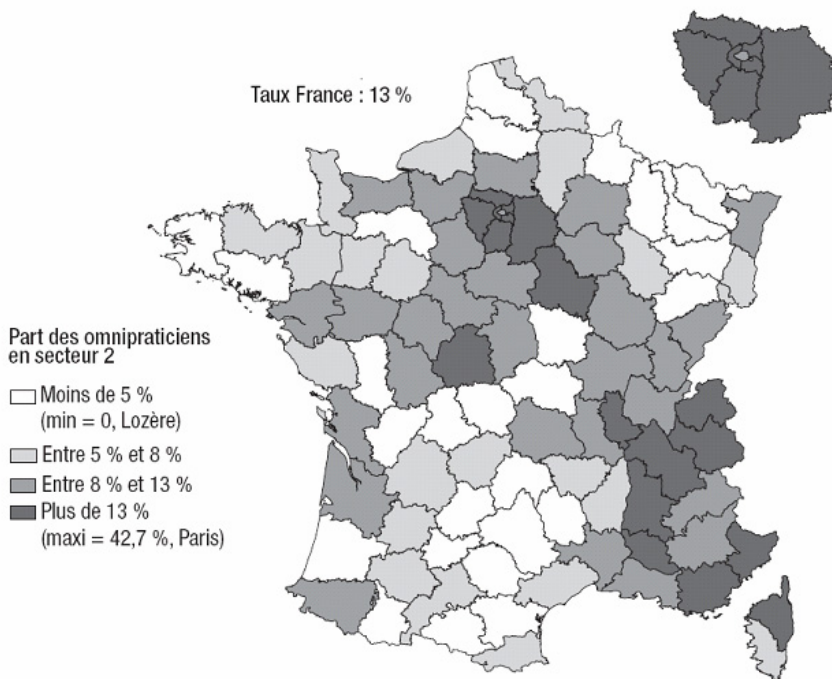 Taux France : 13 %
Part des omnipraticiens
en secteur 2
Moins de 5 %
(min = 0, Lozère)
Entre 5 % et 8 %
Entre 8 % et 13 %
Plus de 13 %
(maxi = 42,7 %, Paris)